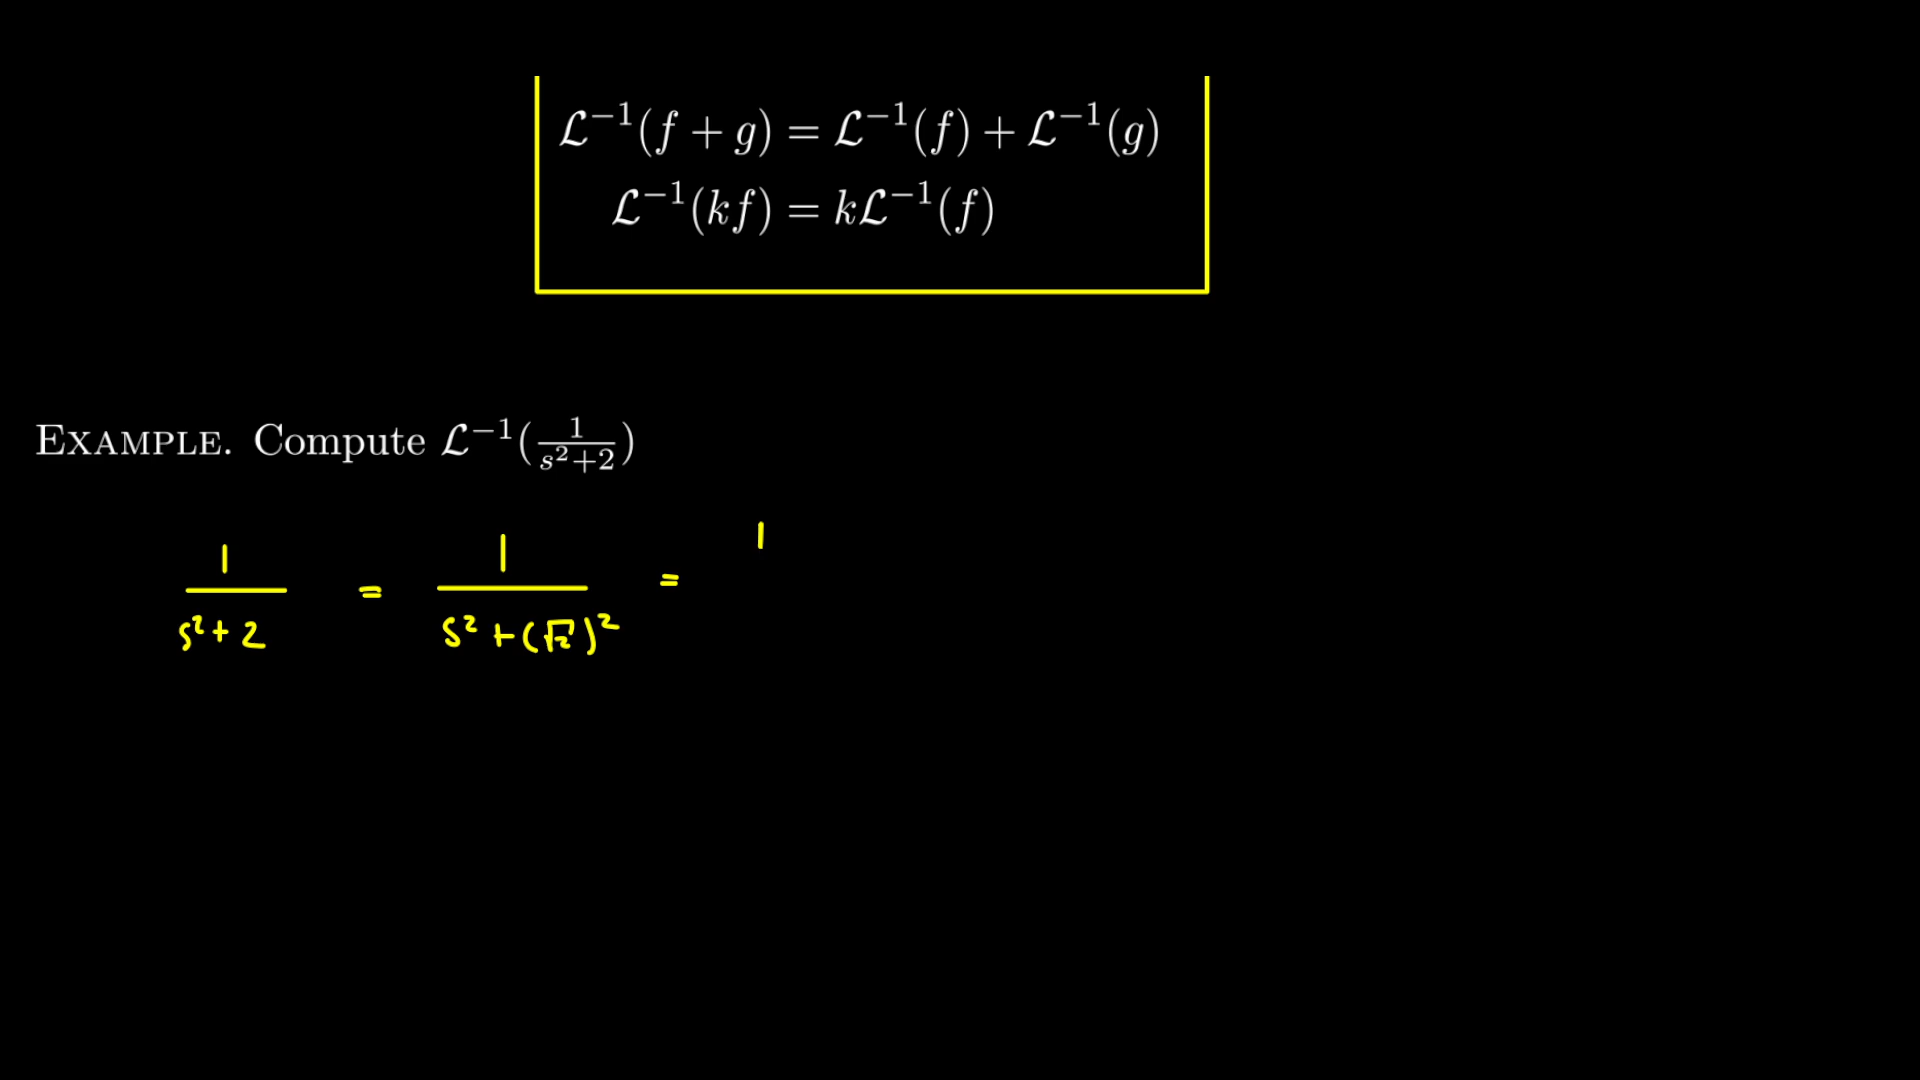 ℒ⁻¹(f + g) = ℒ⁻¹(f) + ℒ⁻¹(g)
ℒ⁻¹(kf) = kℒ⁻¹(f)
EXAMPLE. Compute ℒ⁻¹(1/(s²+2))
1/(s²+2) = 1/(s²+(√2)²) = 1